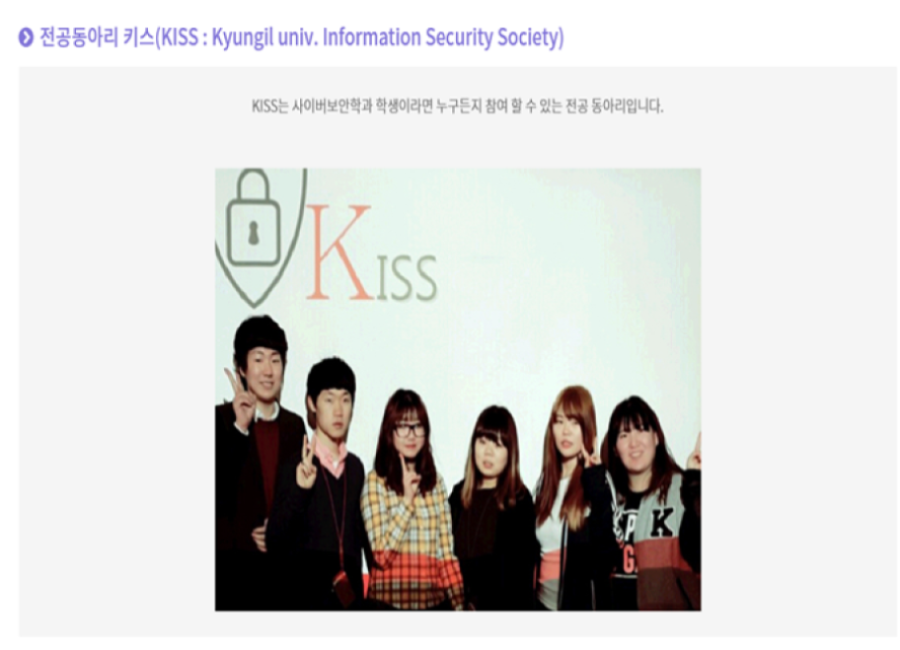 전공동아리 키스(KISS : Kyungil univ. Information Security Society)
KISS는 사이버보안학과 학생이라면 누구든지 참여 할 수 있는 전공 동아리입니다.
KISS
K